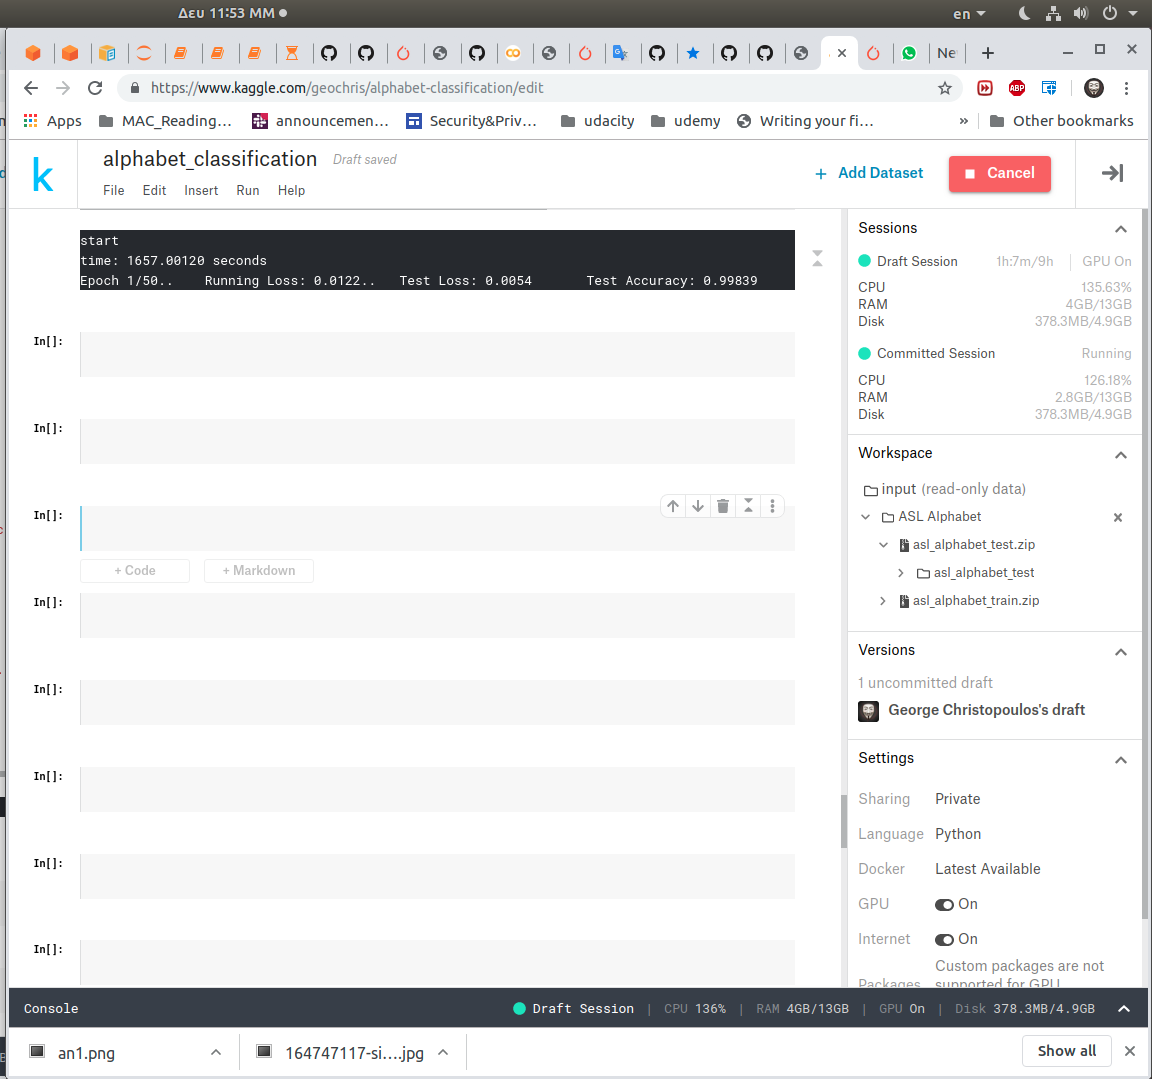 Δευ 11:53 ΜΜ
en
Ne
https://www.kaggle.com/geochris/alphabet-classification/edit
ABP
Apps
MAC_Reading...
announcemen...
Security&Priv...
udacity
udemy
Writing your fi...
»
Other bookmarks
k
alphabet_classification
Draft saved
File Edit Insert Run Help
+ Add Dataset
Cancel
start
time: 1657.00120 seconds
Epoch 1/50.. Running Loss: 0.0122.. Test Loss: 0.0054 Test Accuracy: 0.99839
In[]:
In[]:
In[]:
+ Code
+ Markdown
In[]:
In[]:
In[]:
In[]:
In[]:
Sessions
Draft Session 1h:7m/9h GPU On
CPU 135.63%
RAM 4GB/13GB
Disk 378.3MB/4.9GB
Committed Session Running
CPU 126.18%
RAM 2.8GB/13GB
Disk 378.3MB/4.9GB
Workspace
input (read-only data)
ASL Alphabet
asl_alphabet_test.zip
asl_alphabet_test
asl_alphabet_train.zip
Versions
1 uncommitted draft
George Christopoulos's draft
Settings
Sharing Private
Language Python
Docker Latest Available
GPU On
Internet On
Packages Custom packages are not
supported for GPU
Console
Draft Session | CPU 136% | RAM 4GB/13GB | GPU On | Disk 378.3MB/4.9GB
an1.png
164747117-si....jpg
Show all